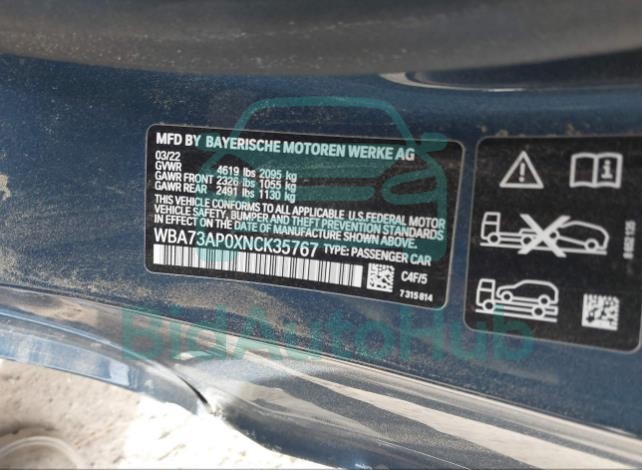 MFD BY BAYERISCHE MOTOREN WERKE AG
03/22
GVWR 4619 lbs 2095 kg
GAWR FRONT 2326 lbs 1055 kg
GAWR REAR 2491 lbs 1130 kg
THIS VEHICLE CONFORMS TO ALL APPLICABLE U.S.FEDERAL MOTOR
VEHICLE SAFETY, BUMPER AND THEFT PREVENTION STANDARDS
IN EFFECT ON THE DATE OF MANUFACTURE SHOWN ABOVE.
WBA73AP0XNCK35767 TYPE: PASSENGER CAR
C4F/5
7 315 814
BidAutoHub